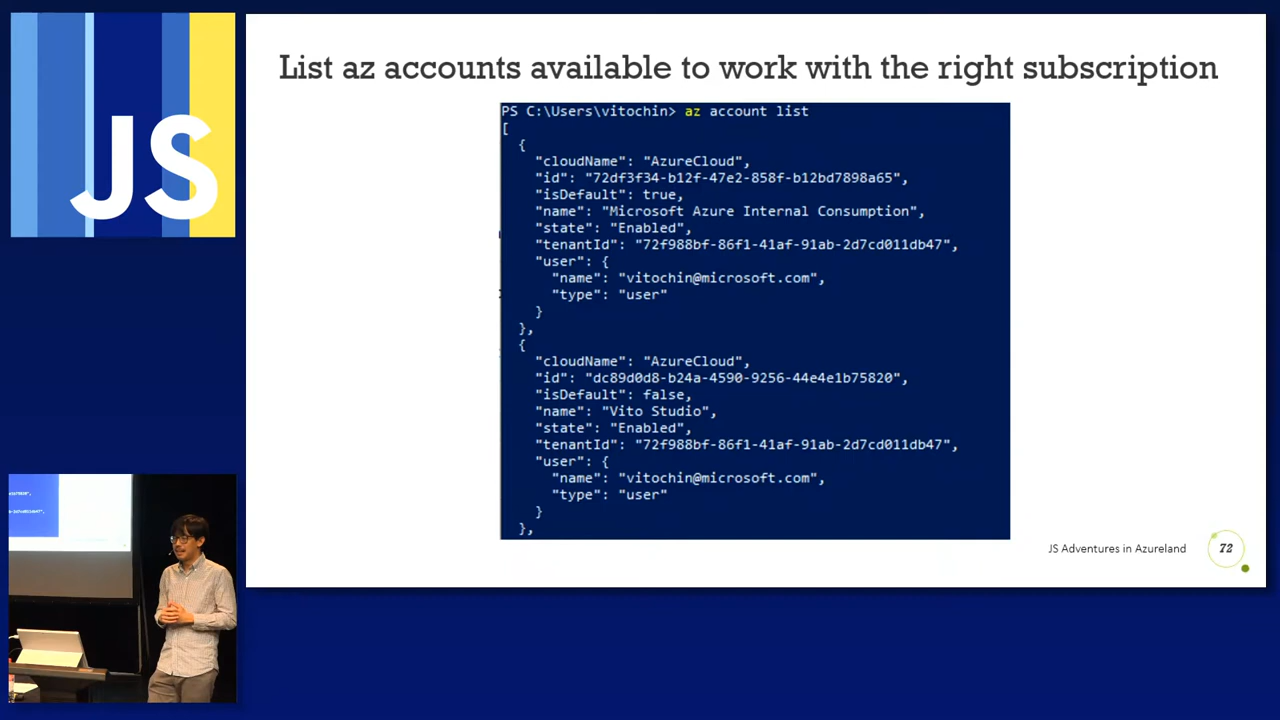 JS
List az accounts available to work with the right subscription
PS C:\Users\vitochin> az account list
[
{
"cloudName": "AzureCloud",
"id": "72df3f34-b12f-47e2-858f-b12bd7898a65",
"isDefault": true,
"name": "Microsoft Azure Internal Consumption",
"state": "Enabled",
"tenantId": "72f988bf-86f1-41af-91ab-2d7cd011db47",
"user": {
"name": "vitochin@microsoft.com",
"type": "user"
}
},
{
"cloudName": "AzureCloud",
"id": "dc89d0d8-b24a-4590-9256-44e4e1b75820",
"isDefault": false,
"name": "Vito Studio",
"state": "Enabled",
"tenantId": "72f988bf-86f1-41af-91ab-2d7cd011db47",
"user": {
"name": "vitochin@microsoft.com",
"type": "user"
}
},
JS Adventures in Azureland
72